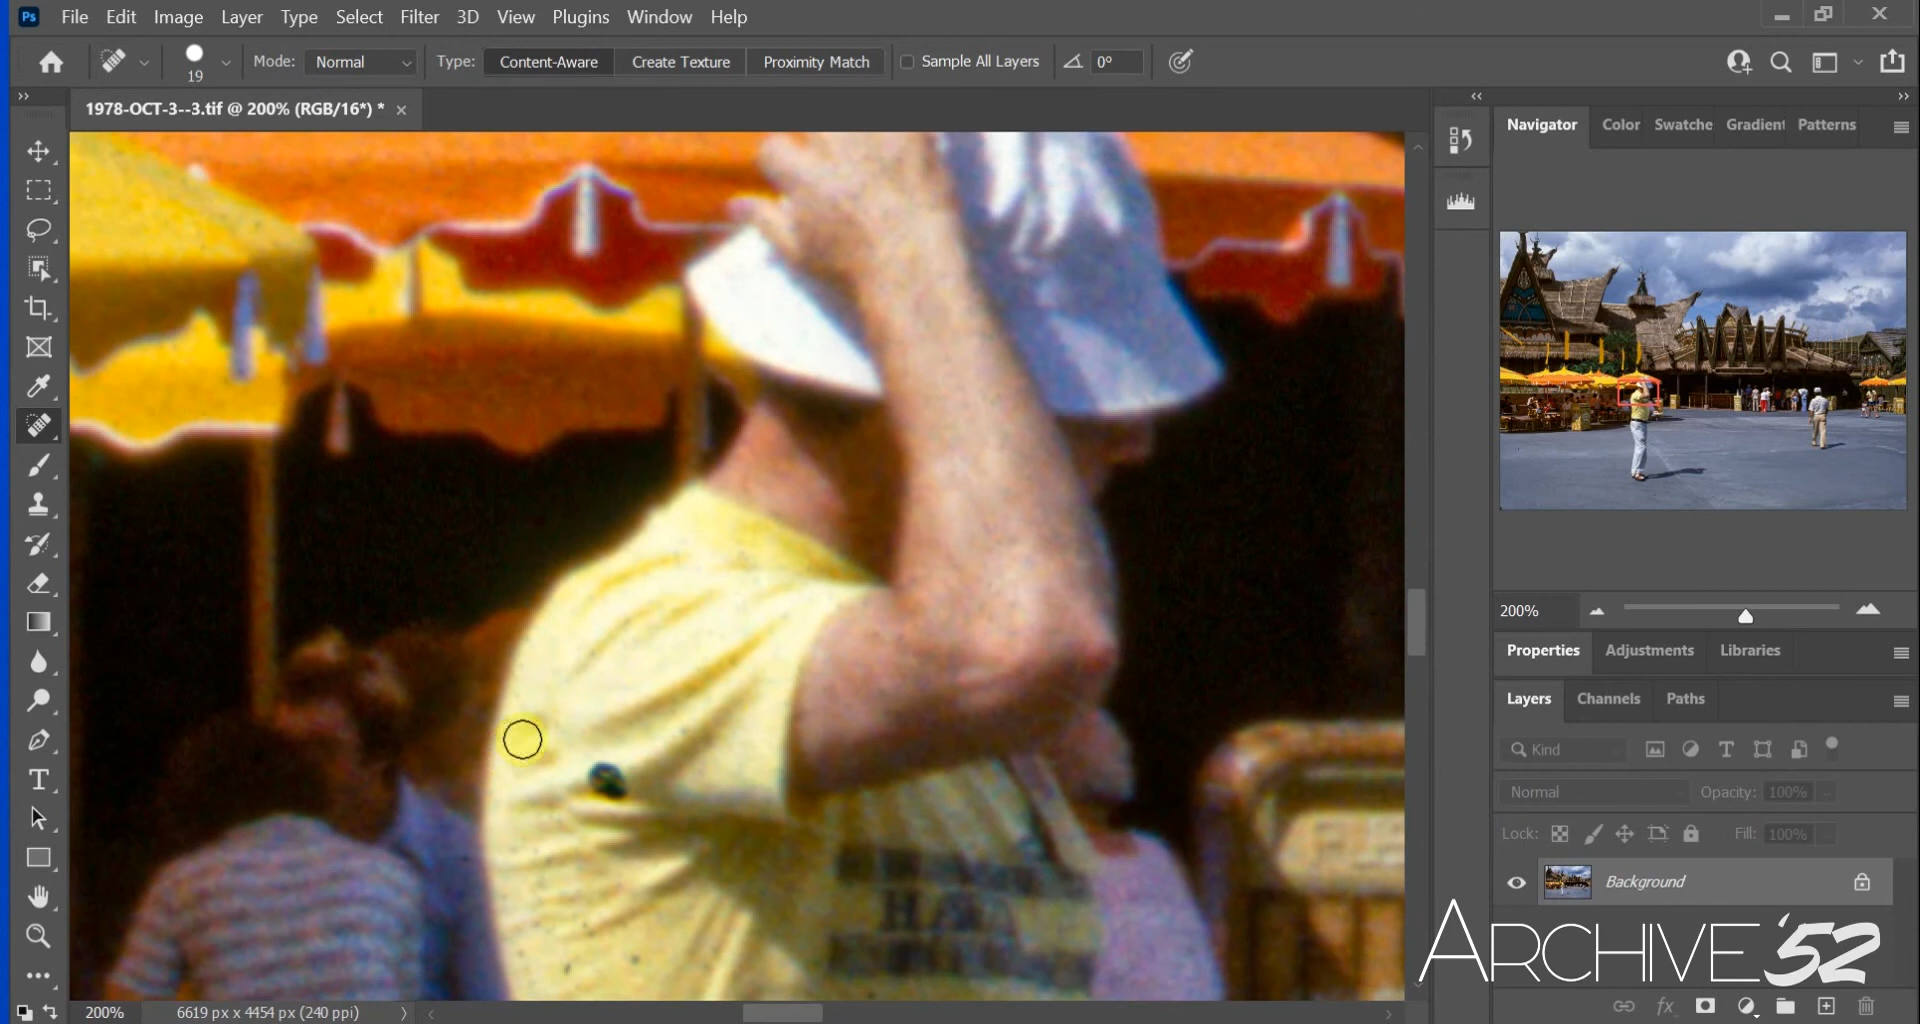 Ps File Edit Image Layer Type Select Filter 3D View Plugins Window Help
19 Mode: Normal Type: Content-Aware Create Texture Proximity Match Sample All Layers 0°
1978-OCT-3--3.tif @ 200% (RGB/16*) *
Navigator Color Swatche Gradient Patterns
200%
Properties Adjustments Libraries
Layers Channels Paths
Kind
Normal Opacity: 100%
Lock: Fill: 100%
Background
ARCHIVE '52
200% 6619 px x 4454 px (240 ppi)